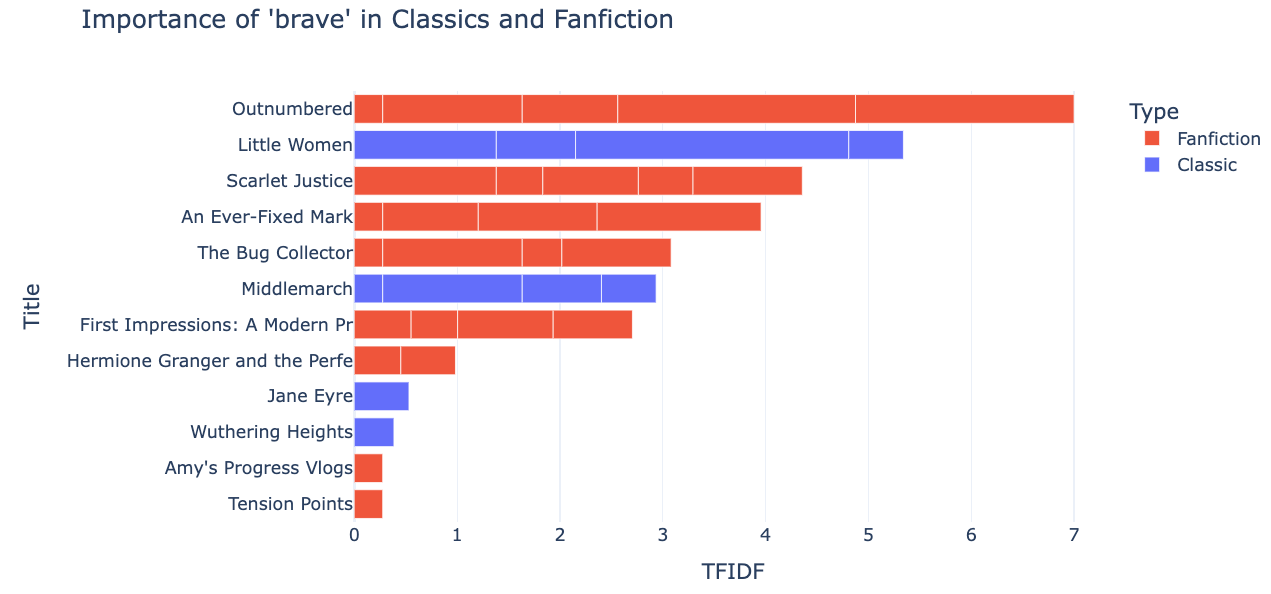 Importance of 'brave' in Classics and Fanfiction
Type
Fanfiction
Classic
Title
Outnumbered
Little Women
Scarlet Justice
An Ever-Fixed Mark
The Bug Collector
Middlemarch
First Impressions: A Modern Pr
Hermione Granger and the Perfe
Jane Eyre
Wuthering Heights
Amy's Progress Vlogs
Tension Points
0 1 2 3 4 5 6 7
TFIDF